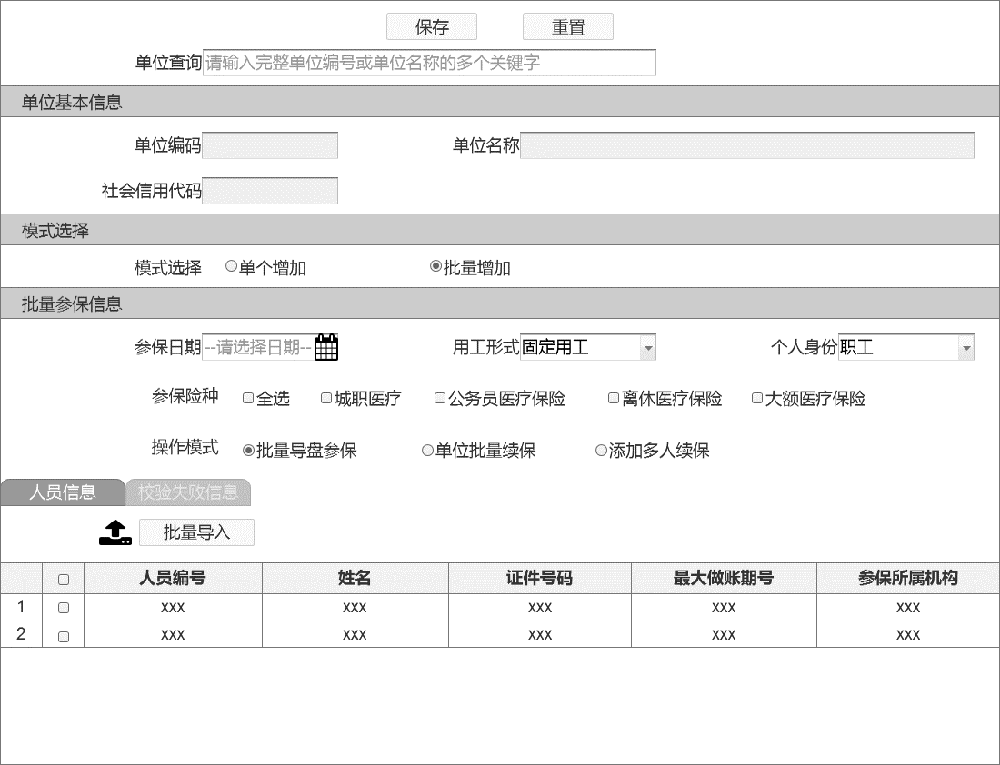 保存 重置
单位查询 请输入完整单位编号或单位名称的多个关键字
单位基本信息
单位编码 单位名称
社会信用代码
模式选择
模式选择 单个增加 批量增加
批量参保信息
参保日期 --请选择日期-- 用工形式 固定用工 个人身份 职工
参保险种 全选 城职医疗 公务员医疗保险 离休医疗保险 大额医疗保险
操作模式 批量导盘参保 单位批量续保 添加多人续保
人员信息 校验失败信息
批量导入
人员编号 姓名 证件号码 最大做账期号 参保所属机构
1 xxx xxx xxx xxx xxx
2 xxx xxx xxx xxx xxx